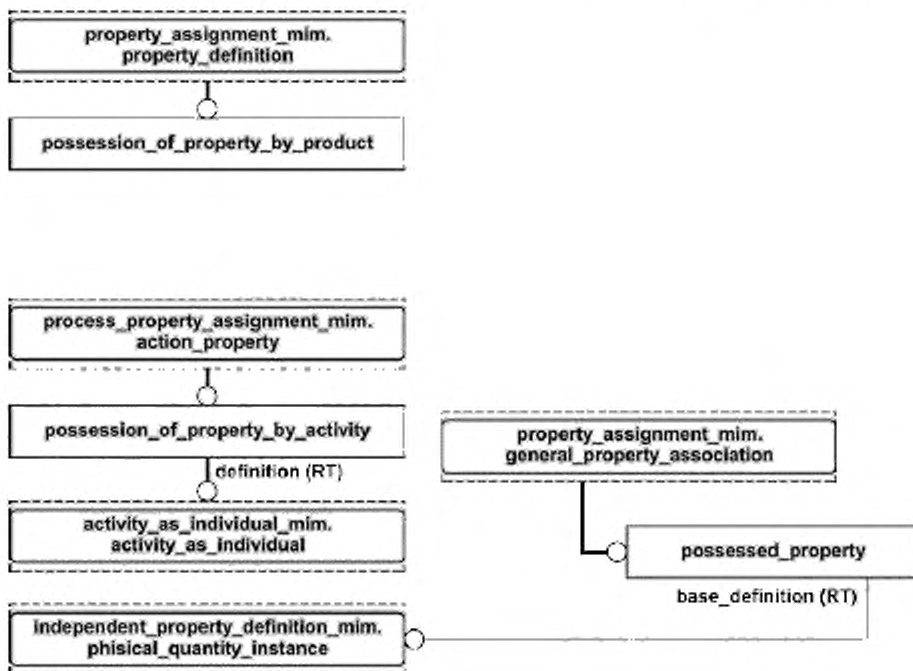 property_assignment_mim.
property_definition
possession_of_property_by_product
process_property_assignment_mim.
action_property
possession_of_property_by_activity
definition (RT)
activity_as_individual_mim.
activity_as_individual
property_assignment_mim.
general_property_association
possessed_property
base_definition (RT)
independent_property_definition_mim.
phisical_quantity_instance